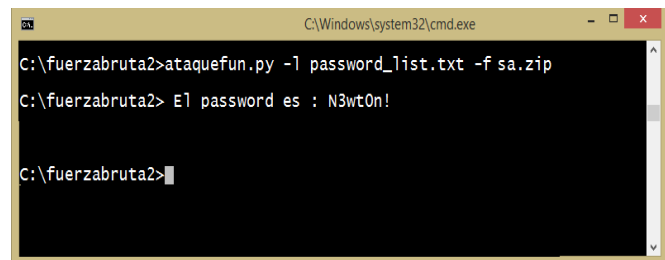 C:\Windows\system32\cmd.exe
C:\fuerzabruta2>ataquefun.py -l password_list.txt -f sa.zip
C:\fuerzabruta2> El password es : N3wt0n!
C:\fuerzabruta2>